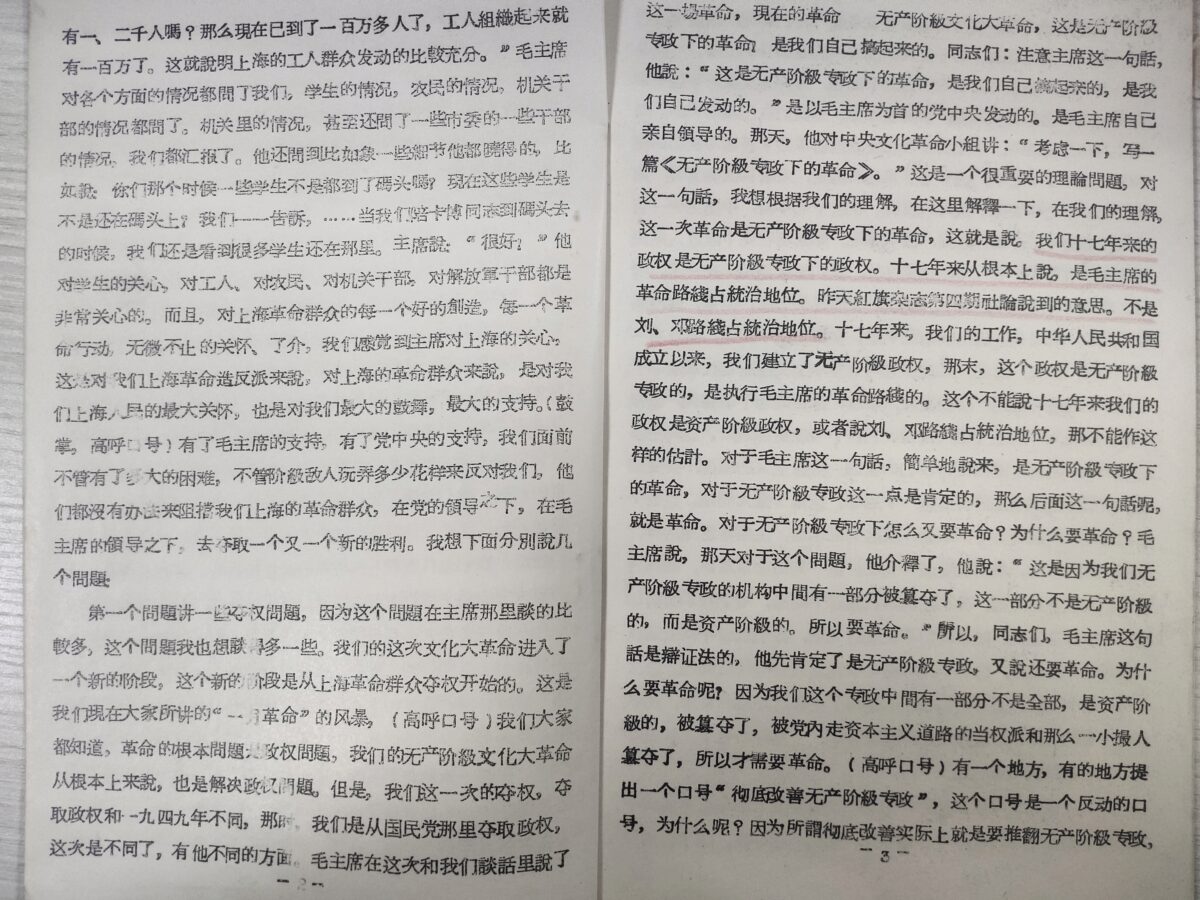 有一、二千人嗎？那么現在已到了一百万多人了，工人組織起来就
有一百万了。这就說明上海的工人群众发动的比較充分。”毛主席
对各个方面的情况都問了我们，学生的情况，农民的情况，机关干
部的情况都問了。机关里的情况，甚至还問了一些市委的一些干部
的情况，我们都汇报了。他还問到比如象一些細节他都曉得的，比
如說：你们那个时候一些学生不是都到了碼头嗎？現在这些学生是
不是还在碼头上？我们一一告訴，……当我们陪卡博同志到碼头去
的时候，我们还是看到很多学生还在那里。主席說：“很好！”他
对学生的关心，对工人、对农民、对机关干部，对解放軍干部都是
非常关心的。而且，对上海革命群众的每一个好的創造，每一个革
命行动，无微不止的关怀、了介，我们感觉到主席对上海的关心，
这是对我们上海革命造反派来說，对上海的革命群众来說，是对我
们上海人民的最大关怀，也是对我们最大的鼓舞，最大的支持。（鼓
掌，高呼口号）有了毛主席的支持，有了党中央的支持，我们面前
不管有了多大的困难，不管阶級敌人玩弄多少花样来反对我们，他
们都沒有办法来阻擋我们上海的革命群众，在党的領导之下，在毛
主席的領导之下，去夺取一个又一个新的胜利。我想下面分別說几
个問題：
第一个問題讲一些夺权問題，因为这个問題在主席那里談的比
較多，这个問題我也想談得多一些。我们的这次文化大革命进入了
一个新的阶段，这个新的阶段是从上海革命群众夺权开始的。这是
我们現在大家所讲的“一月革命”的风暴，（高呼口号）我们大家
都知道，革命的根本問題是政权問題，我们的无产阶級文化大革命
从根本上来說，也是解决政权問題。但是，我们这一次的夺权，夺
取政权和一九四九年不同，那时，我们是从国民党那里夺取政权，
这次是不同了，有他不同的方面。毛主席在这次和我们談話里說了
－2－
这一場革命，現在的革命　无产阶級文化大革命，这是无产阶級
专政下的革命，是我们自己搞起来的。同志们：注意主席这一句話，
他說：“这是无产阶級专政下的革命，是我们自己搞起来的，是我
们自己发动的。”是以毛主席为首的党中央发动的。是毛主席自己
亲自領导的。那天，他对中央文化革命小組讲：“考虑一下，写一
篇《无产阶級专政下的革命》。”这是一个很重要的理論問題，对
这一句話，我想根据我们的理解，在这里解釋一下，在我们的理解，
这一次革命是无产阶級专政下的革命，这就是說。我们十七年来的
政权是无产阶級专政下的政权。十七年来从根本上說，是毛主席的
革命路綫占統治地位。昨天紅旗杂志第四期社論說到的意思。不是
刘、邓路綫占統治地位。十七年来，我们的工作，中华人民共和国
成立以来，我们建立了无产阶級政权，那末，这个政权是无产阶級
专政的，是执行毛主席的革命路綫的。这个不能說十七年来我们的
政权是资产阶級政权，或者說刘、邓路綫占統治地位，那不能作这
样的估計。对于毛主席这一句話，簡单地說来，是无产阶級专政下
的革命，对于无产阶級专政这一点是肯定的，那么后面这一句話呢，
就是革命。对于无产阶級专政下怎么又要革命？为什么要革命？毛
主席說，那天对于这个問題，他介釋了，他說：“这是因为我们无
产阶級专政的机构中間有一部分被篡夺了，这一部分不是无产阶級
的，而是资产阶級的。所以要革命。”所以，同志们，毛主席这句
話是辯证法的，他先肯定了是无产阶級专政，又說还要革命。为什
么要革命呢？因为我们这个专政中間有一部分不是全部，是资产阶
級的，被篡夺了，被党内走资本主义道路的当权派和那么一小撮人
篡夺了，所以才需要革命。（高呼口号）有一个地方，有的地方提
出一个口号“彻底改善无产阶級专政”，这个口号是一个反动的口
号，为什么呢？因为所謂彻底改善实际上就是要推翻无产阶級专政，
－3－